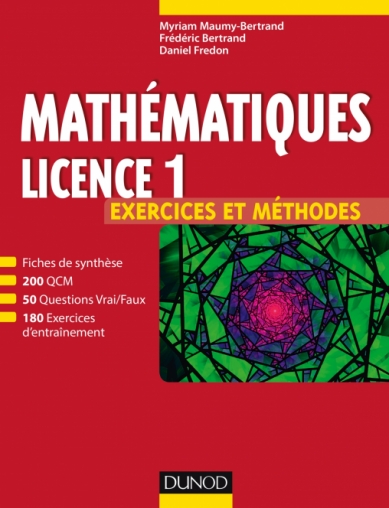 Myriam Maumy-Bertrand
Frédéric Bertrand
Daniel Fredon
MATHÉMATIQUES
LICENCE 1
EXERCICES ET MÉTHODES
Fiches de synthèse
200 QCM
50 Questions Vrai/Faux
180 Exercices
d'entraînement
DUNOD